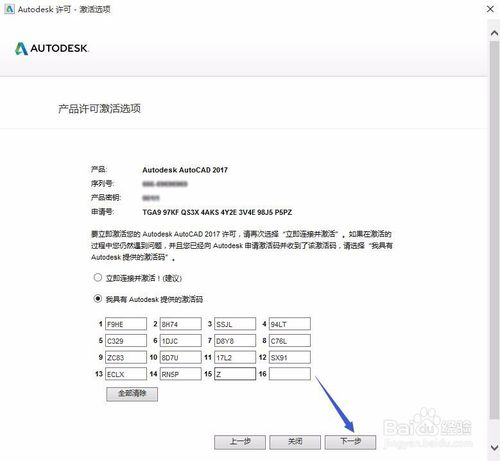 Autodesk 许可 - 激活选项
AUTODESK.
产品许可激活选项
产品: Autodesk AutoCAD 2017
序列号:
产品密钥:
申请号: TGA9 97KF QS3X 4AKS 4Y2E 3V4E 98J5 P5PZ
要立即激活您的 Autodesk AutoCAD 2017 许可，请再次选择“立即连接并激活”。如果在激活的
过程中您仍然遇到问题，并且您已经向 Autodesk 申请激活码并收到了该激活码，请选择“我具有
Autodesk 提供的激活码”。
立即连接并激活！(建议)
我具有 Autodesk 提供的激活码
1 F9HE 2 8H74 3 SSJL 4 94LT
5 C329 6 1DJC 7 D8Y8 8 C76L
9 ZC83 10 8D7U 11 17L2 12 SX91
13 ECLX 14 RN5P 15 Z 16
全部清除
上一步 关闭 下一步
Baidu 经验
jingyan.baidu.com